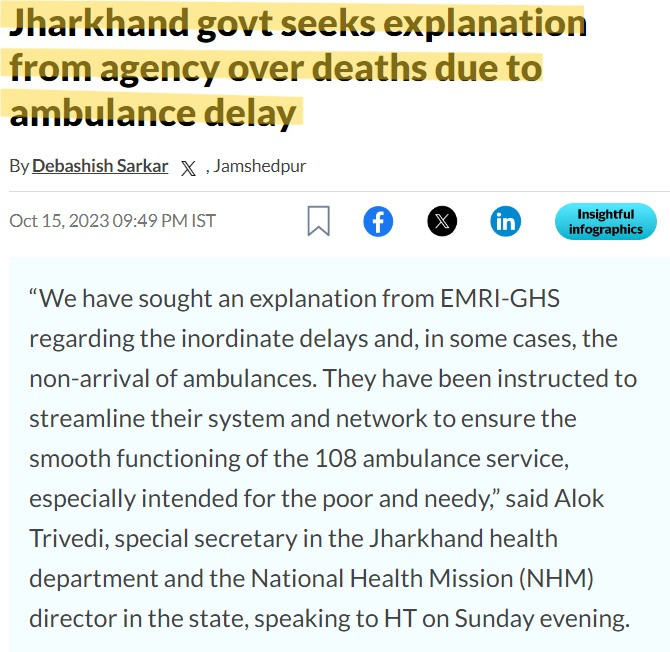 Jharkhand govt seeks explanation
from agency over deaths due to
ambulance delay
By Debashish Sarkar X , Jamshedpur
Oct 15, 2023 09:49 PM IST
Insightful
infographics
“We have sought an explanation from EMRI-GHS
regarding the inordinate delays and, in some cases, the
non-arrival of ambulances. They have been instructed to
streamline their system and network to ensure the
smooth functioning of the 108 ambulance service,
especially intended for the poor and needy,” said Alok
Trivedi, special secretary in the Jharkhand health
department and the National Health Mission (NHM)
director in the state, speaking to HT on Sunday evening.